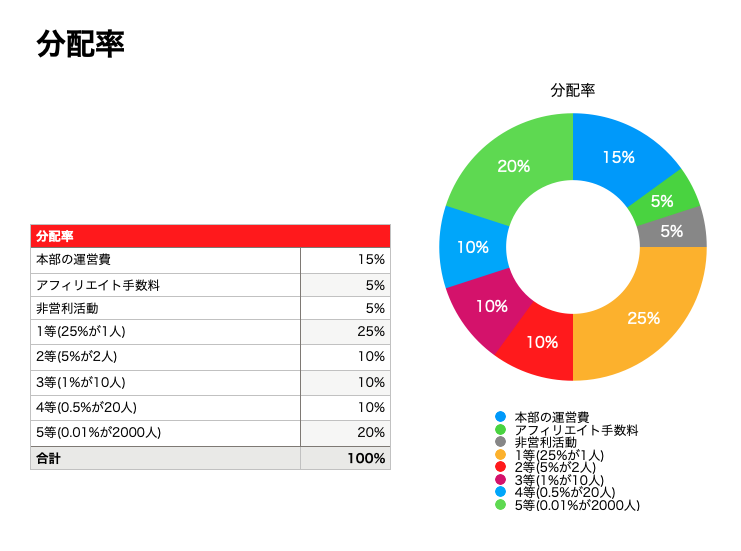 分配率
分配率
本部の運営費 15%
アフィリエイト手数料 5%
非営利活動 5%
1等(25%が1人) 25%
2等(5%が2人) 10%
3等(1%が10人) 10%
4等(0.5%が20人) 10%
5等(0.01%が2000人) 20%
合計 100%
分配率
15%
5%
5%
25%
10%
10%
10%
20%
本部の運営費
アフィリエイト手数料
非営利活動
1等(25%が1人)
2等(5%が2人)
3等(1%が10人)
4等(0.5%が20人)
5等(0.01%が2000人)